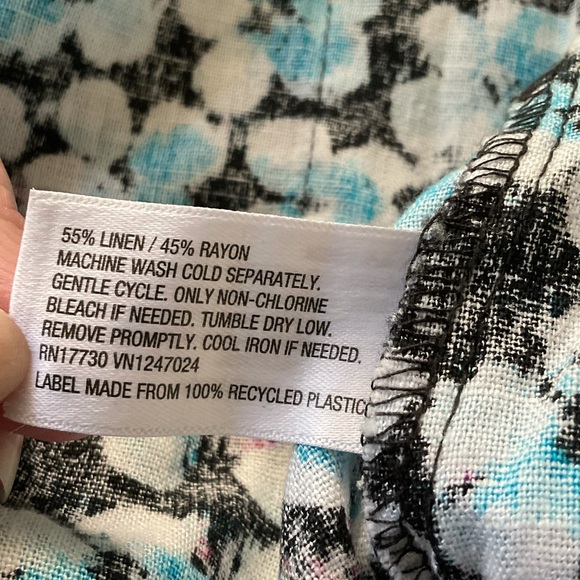 55% LINEN / 45% RAYON
MACHINE WASH COLD SEPARATELY.
GENTLE CYCLE. ONLY NON-CHLORINE
BLEACH IF NEEDED. TUMBLE DRY LOW.
REMOVE PROMPTLY. COOL IRON IF NEEDED.
RN17730 VN1247024
LABEL MADE FROM 100% RECYCLED PLASTIC